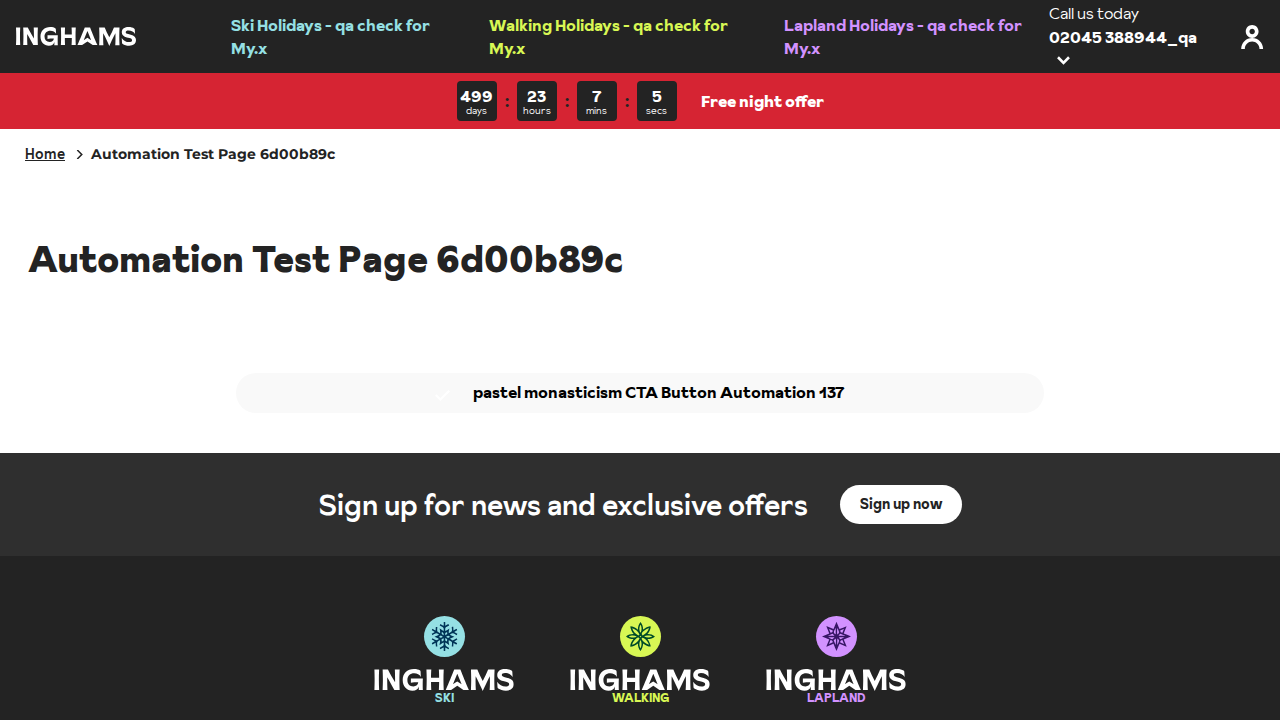 INGHAMS
Ski Holidays - qa check for
My.x
Walking Holidays - qa check for
My.x
Lapland Holidays - qa check for
My.x
Call us today
02045 388944_qa
499 : 23 : 7 : 5
days hours mins secs
Free night offer
Home > Automation Test Page 6d00b89c
Automation Test Page 6d00b89c
pastel monasticism CTA Button Automation 137
Sign up for news and exclusive offers
Sign up now
INGHAMS
SKI
INGHAMS
WALKING
INGHAMS
LAPLAND